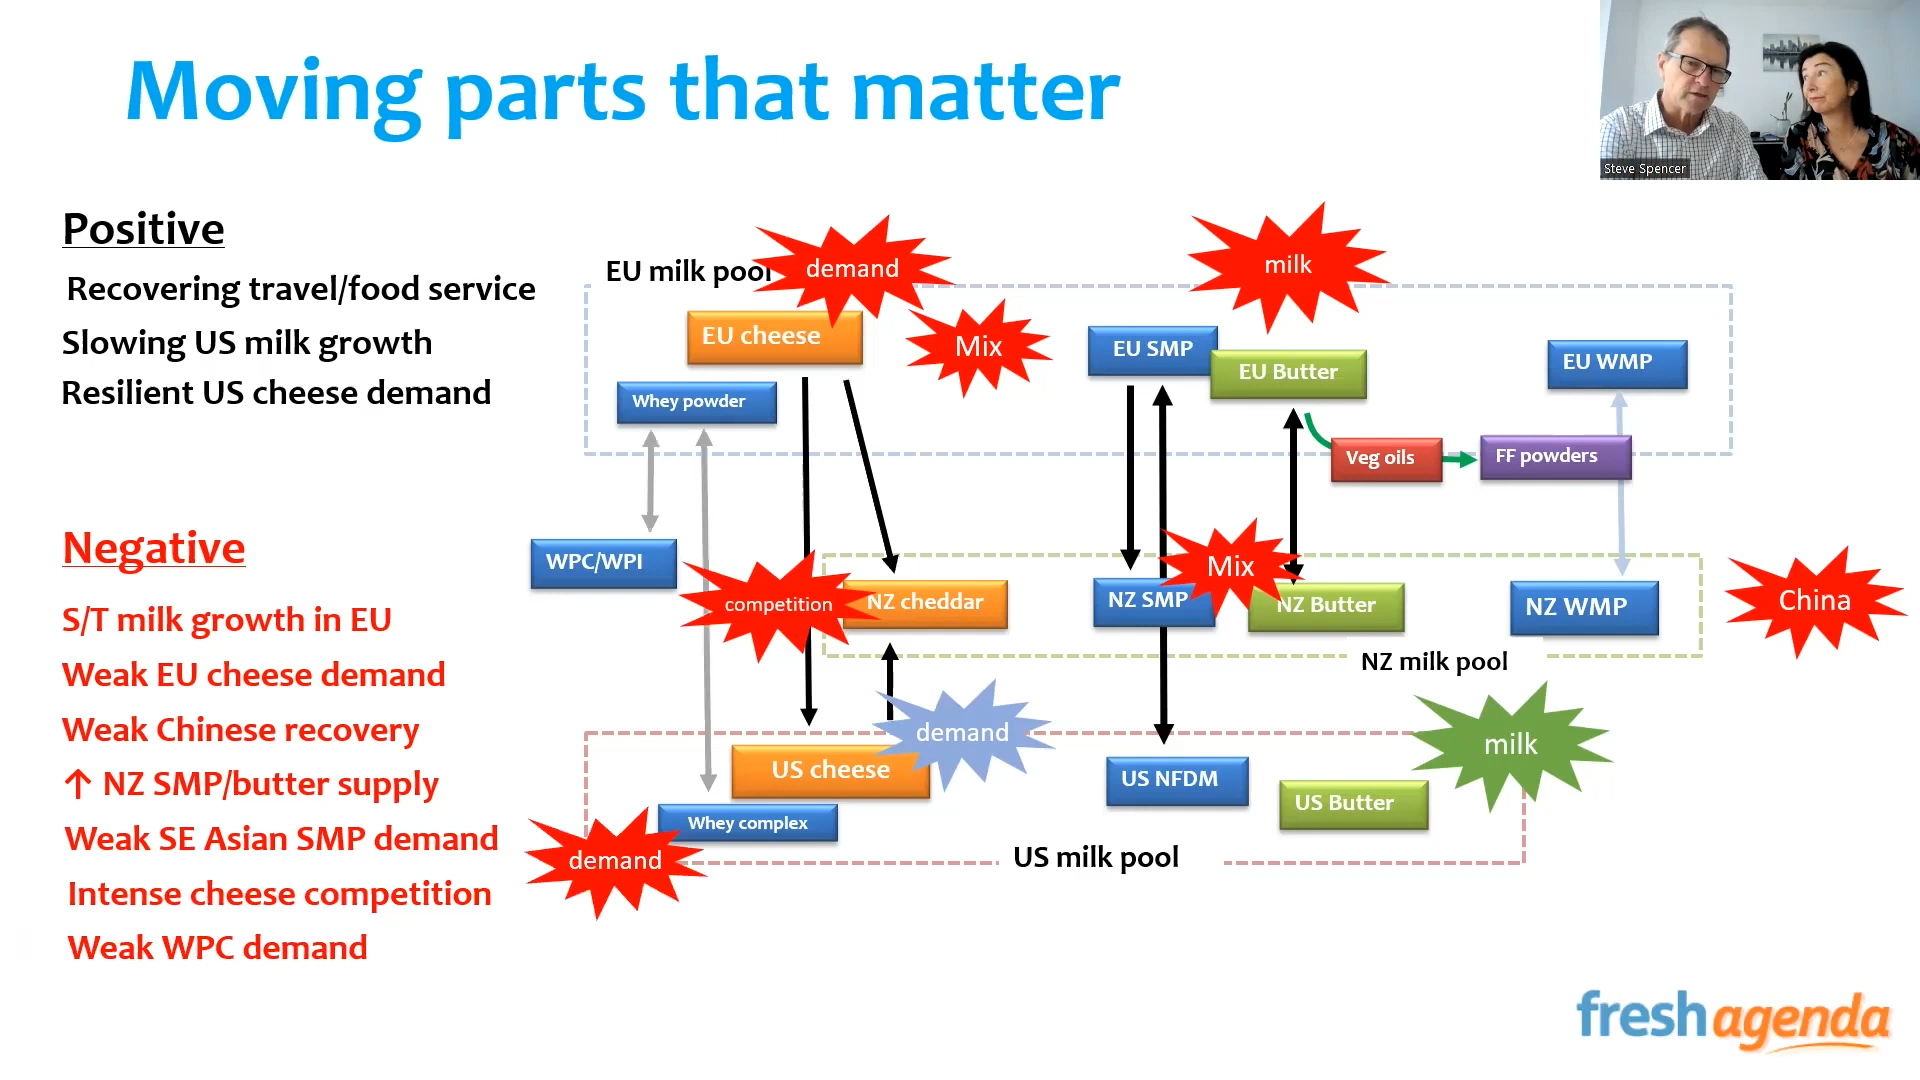 Moving parts that matter
Steve Spencer
Positive
Recovering travel/food service
Slowing US milk growth
Resilient US cheese demand
Negative
S/T milk growth in EU
Weak EU cheese demand
Weak Chinese recovery
↑ NZ SMP/butter supply
Weak SE Asian SMP demand
Intense cheese competition
Weak WPC demand
EU milk pool
demand
milk
EU cheese
Mix
EU SMP
EU Butter
EU WMP
Whey powder
Veg oils
FF powders
WPC/WPI
competition
NZ cheddar
NZ SMP
Mix
NZ Butter
NZ WMP
China
NZ milk pool
demand
milk
US cheese
US NFDM
US Butter
Whey complex
demand
US milk pool
fresh agenda